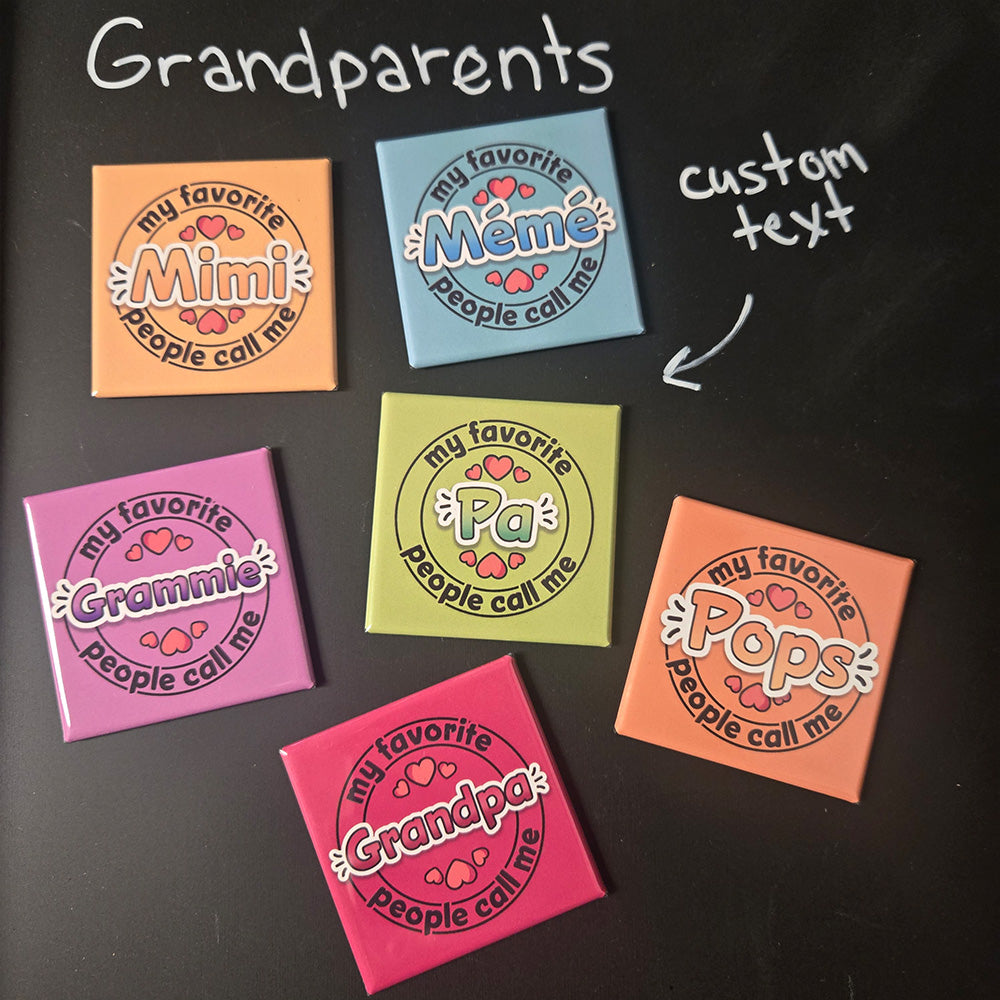 Grandparents
custom
text
my favorite
Mimi
people call me
my favorite
Mémé
people call me
my favorite
Grammie
people call me
my favorite
Pa
people call me
my favorite
Pops
people call me
my favorite
Grandpa
people call me